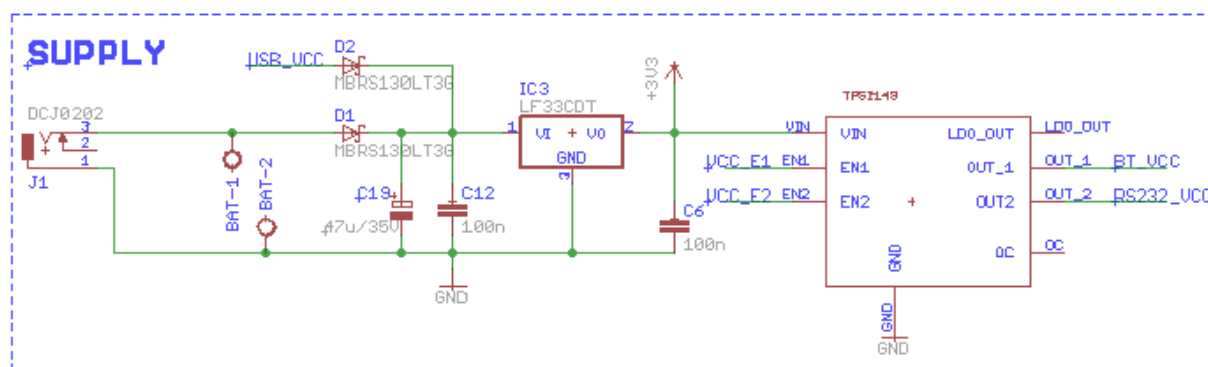 SUPPLY
USB_VCC
D2
MBRS130LT3G
DCJ0202
3
2
1
J1
BAT-1
BAT-2
D1
MBRS130LT3G
C19
47u/35V
C12
100n
GND
IC3
LF33CDT
1
VI
VO
2
GND
3
+3V3
C6
100n
VIN
VIN
LDO_OUT
LDO_OUT
VCC_E1
EN1
EN1
OUT_1
OUT_1
BT_VCC
VCC_E2
EN2
EN2
OUT2
OUT_2
RS232_VCC
OC
OC
GND
GND
GND